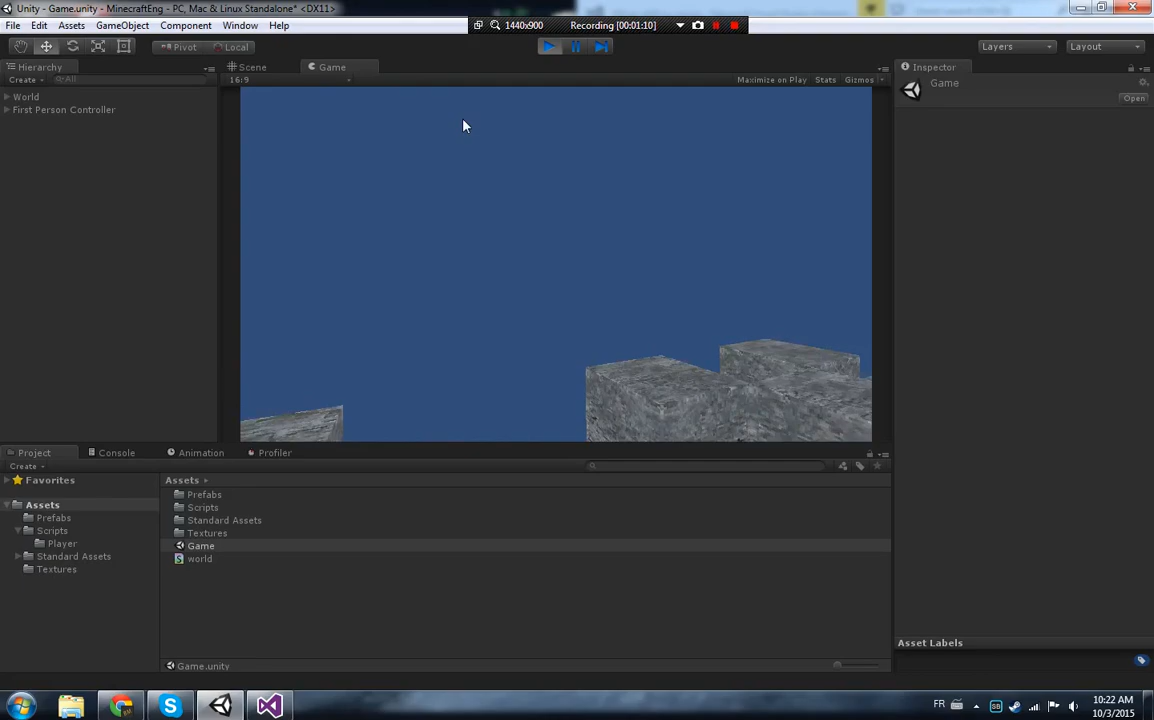 Unity - Game.unity - MinecraftEng - PC, Mac & Linux Standalone* <DX11>
File Edit Assets GameObject Component Window Help
1440x900 Recording [00:01:10]
Pivot Local Layers Layout
Hierarchy Scene Game Inspector
Create All 16:9 Maximize on Play Stats Gizmos Game
World Open
First Person Controller
Project Console Animation Profiler
Create
Favorites Assets
Assets Prefabs
Prefabs Scripts
Scripts Standard Assets
Player Textures
Standard Assets Game
Textures world
Asset Labels
Game.unity
FR SB 10:22 AM
10/3/2015